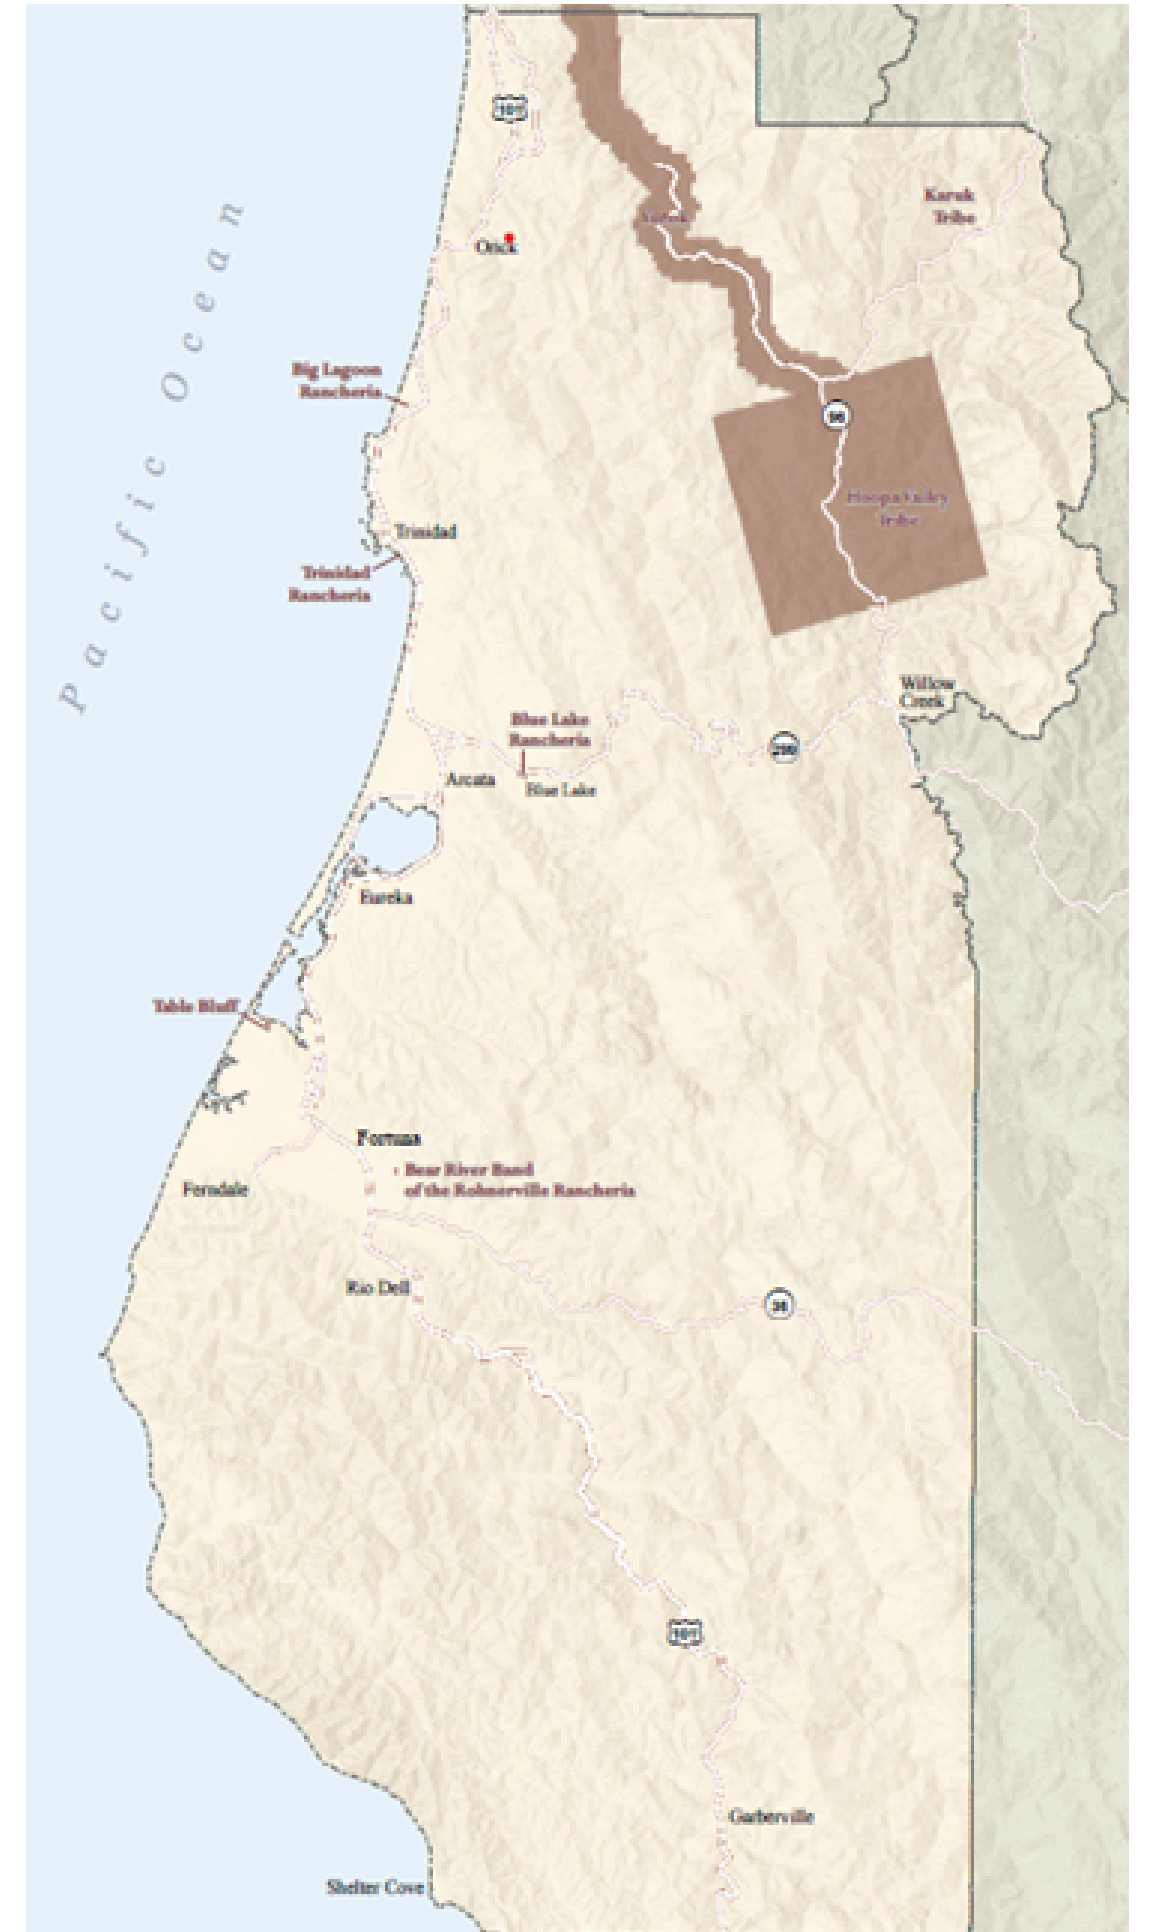 101
Karuk
Tribe
Yurok
Orick
Pacific Ocean
Big Lagoon
Rancheria
96
Hoopa Valley
Tribe
Trinidad
Trinidad
Rancheria
Willow
Creek
Blue Lake
Rancheria
299
Arcata
Blue Lake
Eureka
Table Bluff
Fortuna
Bear River Band
of the Rohnerville Rancheria
Ferndale
Rio Dell
36
101
Garberville
Shelter Cove